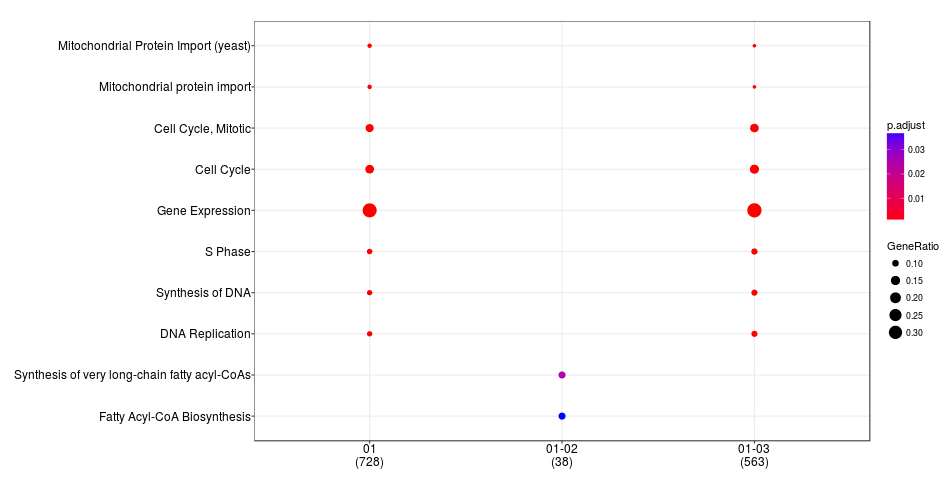 Mitochondrial Protein Import (yeast)
Mitochondrial protein import
Cell Cycle, Mitotic
Cell Cycle
Gene Expression
S Phase
Synthesis of DNA
DNA Replication
Synthesis of very long-chain fatty acyl-CoAs
Fatty Acyl-CoA Biosynthesis
01
(728)
01-02
(38)
01-03
(563)
p.adjust
0.03
0.02
0.01
GeneRatio
0.10
0.15
0.20
0.25
0.30